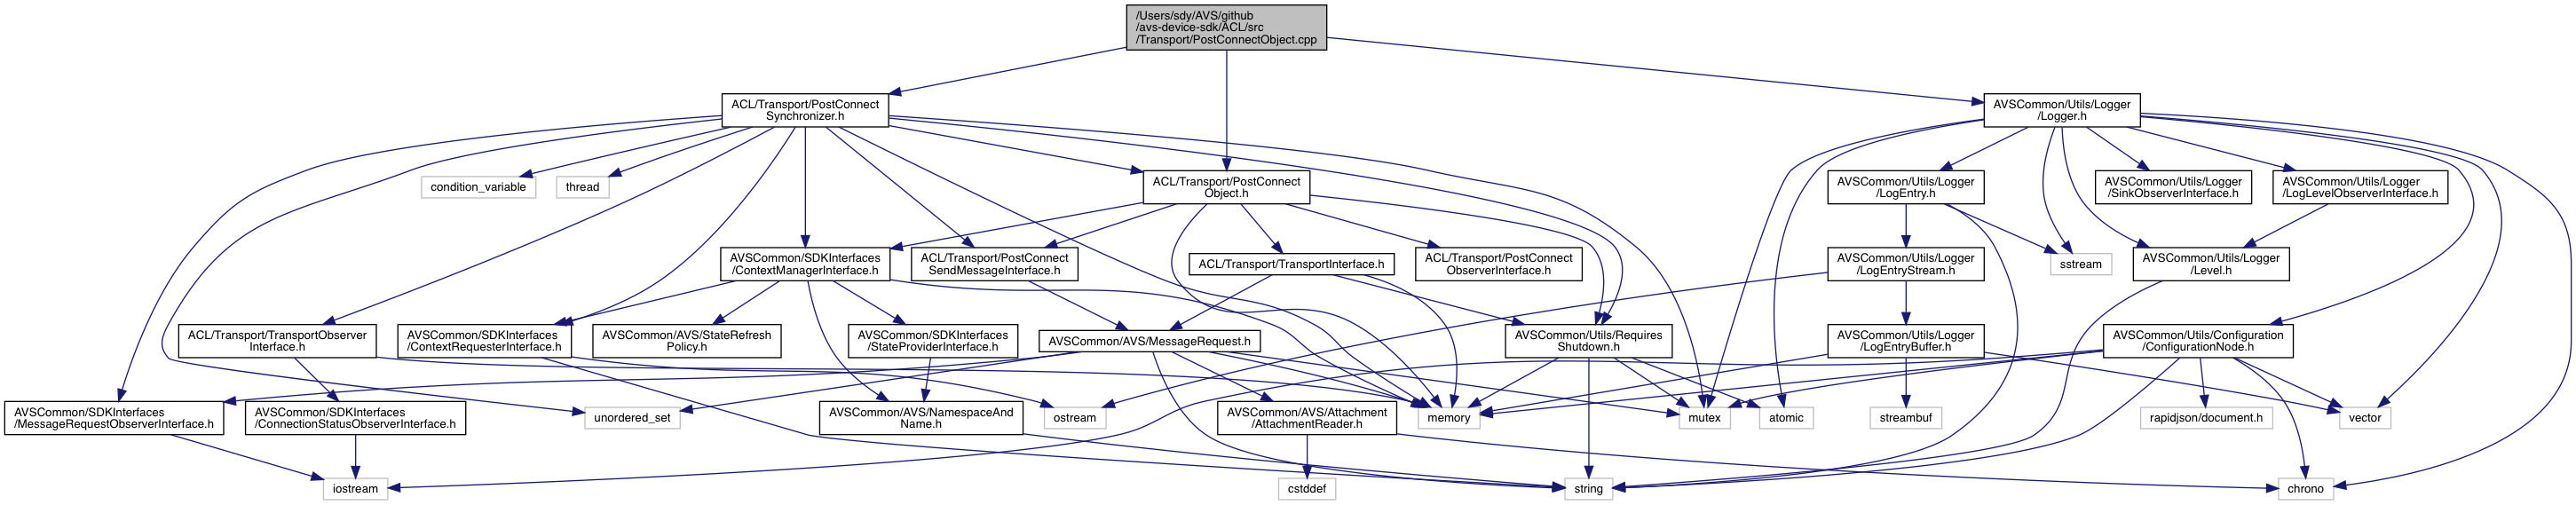 /Users/sdy/AVS/github
/avs-device-sdk/ACL/src
/Transport/PostConnectObject.cpp
ACL/Transport/PostConnect
Synchronizer.h
AVSCommon/Utils/Logger
/Logger.h
condition_variable
thread
ACL/Transport/PostConnect
Object.h
AVSCommon/Utils/Logger
/LogEntry.h
AVSCommon/Utils/Logger
/SinkObserverInterface.h
AVSCommon/Utils/Logger
/LogLevelObserverInterface.h
AVSCommon/SDKInterfaces
/ContextManagerInterface.h
ACL/Transport/PostConnect
SendMessageInterface.h
ACL/Transport/TransportInterface.h
ACL/Transport/PostConnect
ObserverInterface.h
AVSCommon/Utils/Logger
/LogEntryStream.h
sstream
AVSCommon/Utils/Logger
/Level.h
ACL/Transport/TransportObserver
Interface.h
AVSCommon/SDKInterfaces
/ContextRequesterInterface.h
AVSCommon/AVS/StateRefresh
Policy.h
AVSCommon/SDKInterfaces
/StateProviderInterface.h
AVSCommon/AVS/MessageRequest.h
AVSCommon/Utils/Requires
Shutdown.h
AVSCommon/Utils/Logger
/LogEntryBuffer.h
AVSCommon/Utils/Configuration
/ConfigurationNode.h
AVSCommon/SDKInterfaces
/MessageRequestObserverInterface.h
AVSCommon/SDKInterfaces
/ConnectionStatusObserverInterface.h
unordered_set
AVSCommon/AVS/NamespaceAnd
Name.h
ostream
AVSCommon/AVS/Attachment
/AttachmentReader.h
memory
mutex
atomic
streambuf
rapidjson/document.h
vector
iostream
cstddef
string
chrono